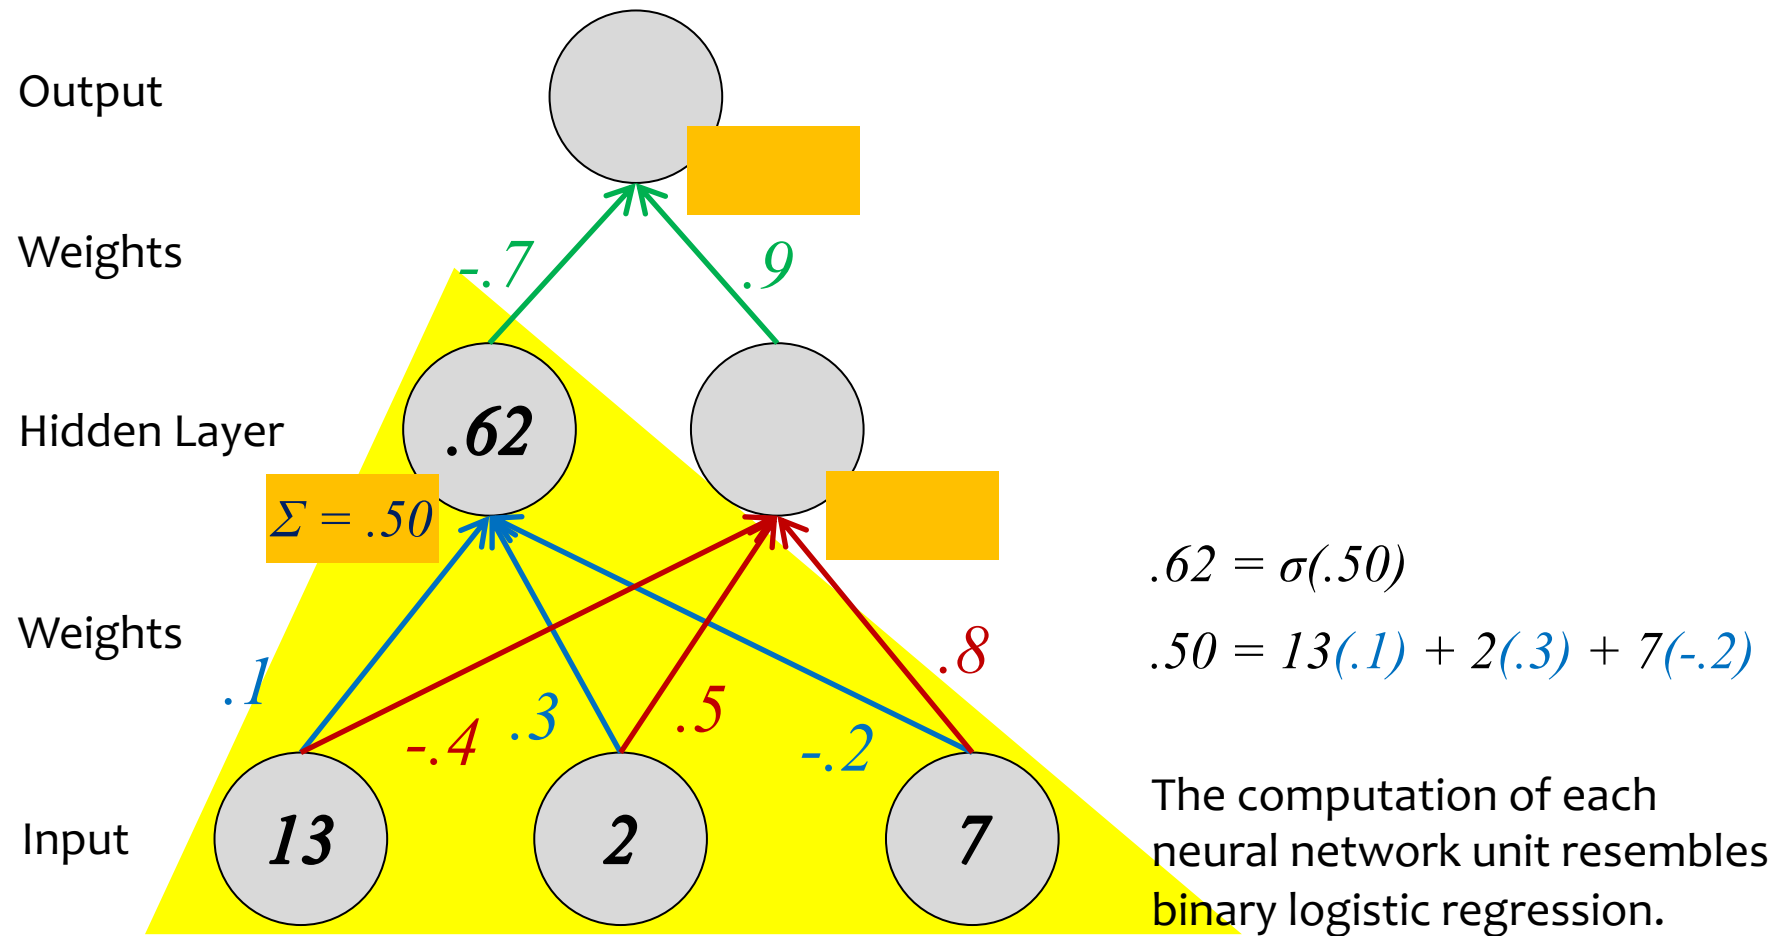 Output
Weights
-.7
.9
Hidden Layer
.62
Σ = .50
.62 = σ(.50)
.50 = 13(.1) + 2(.3) + 7(-.2)
Weights
.1
-.4
.3
.5
-.2
.8
Input
13
2
7
The computation of each
neural network unit resembles
binary logistic regression.